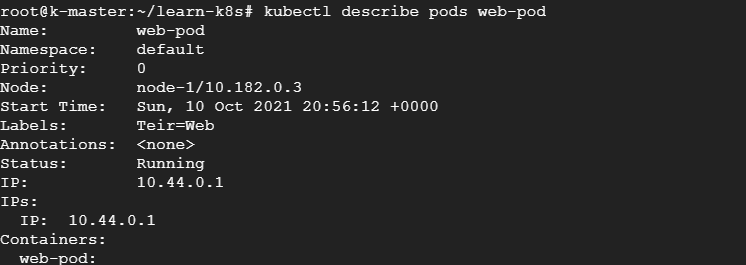 root@k-master:~/learn-k8s# kubectl describe pods web-pod
Name:         web-pod
Namespace:    default
Priority:     0
Node:         node-1/10.182.0.3
Start Time:   Sun, 10 Oct 2021 20:56:12 +0000
Labels:       Teir=Web
Annotations:  <none>
Status:       Running
IP:           10.44.0.1
IPs:
  IP:  10.44.0.1
Containers:
  web-pod: